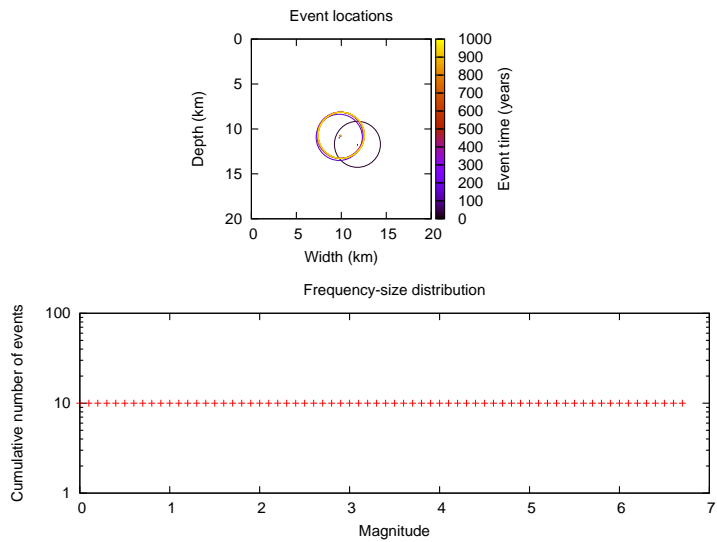 Event locations
0
5
10
15
20
Depth (km)
0 5 10 15 20
Width (km)
1000
900
800
700
600
500
400
300
200
100
0
Event time (years)
Frequency-size distribution
100
10
1
Cumulative number of events
0 1 2 3 4 5 6 7
Magnitude